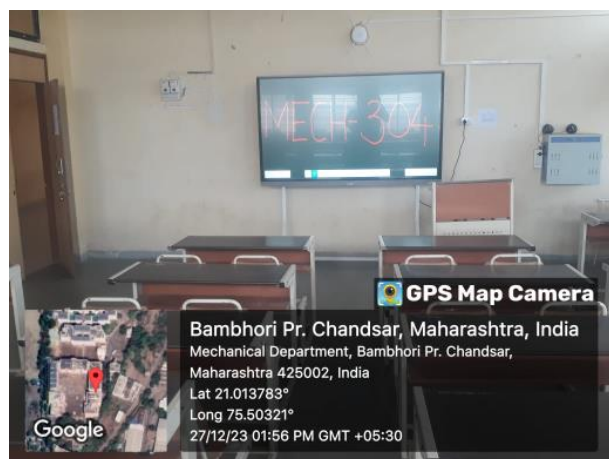 MECH-304
GPS Map Camera
Bambhori Pr. Chandsar, Maharashtra, India
Mechanical Department, Bambhori Pr. Chandsar,
Maharashtra 425002, India
Lat 21.013783°
Long 75.50321°
27/12/23 01:56 PM GMT +05:30
Google